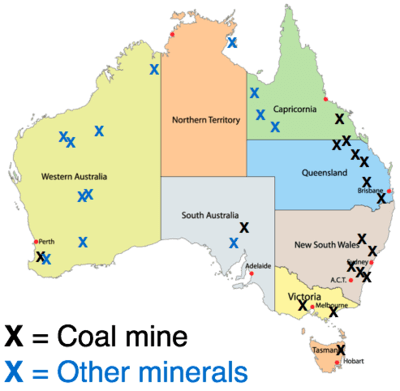 Northern Territory
Capricornia
Western Australia
Queensland
Brisbane
South Australia
New South Wales
Perth
Sydney
Adelaide
A.C.T.
Victoria
Melbourne
Tasman
Hobart
X = Coal mine
X = Other minerals